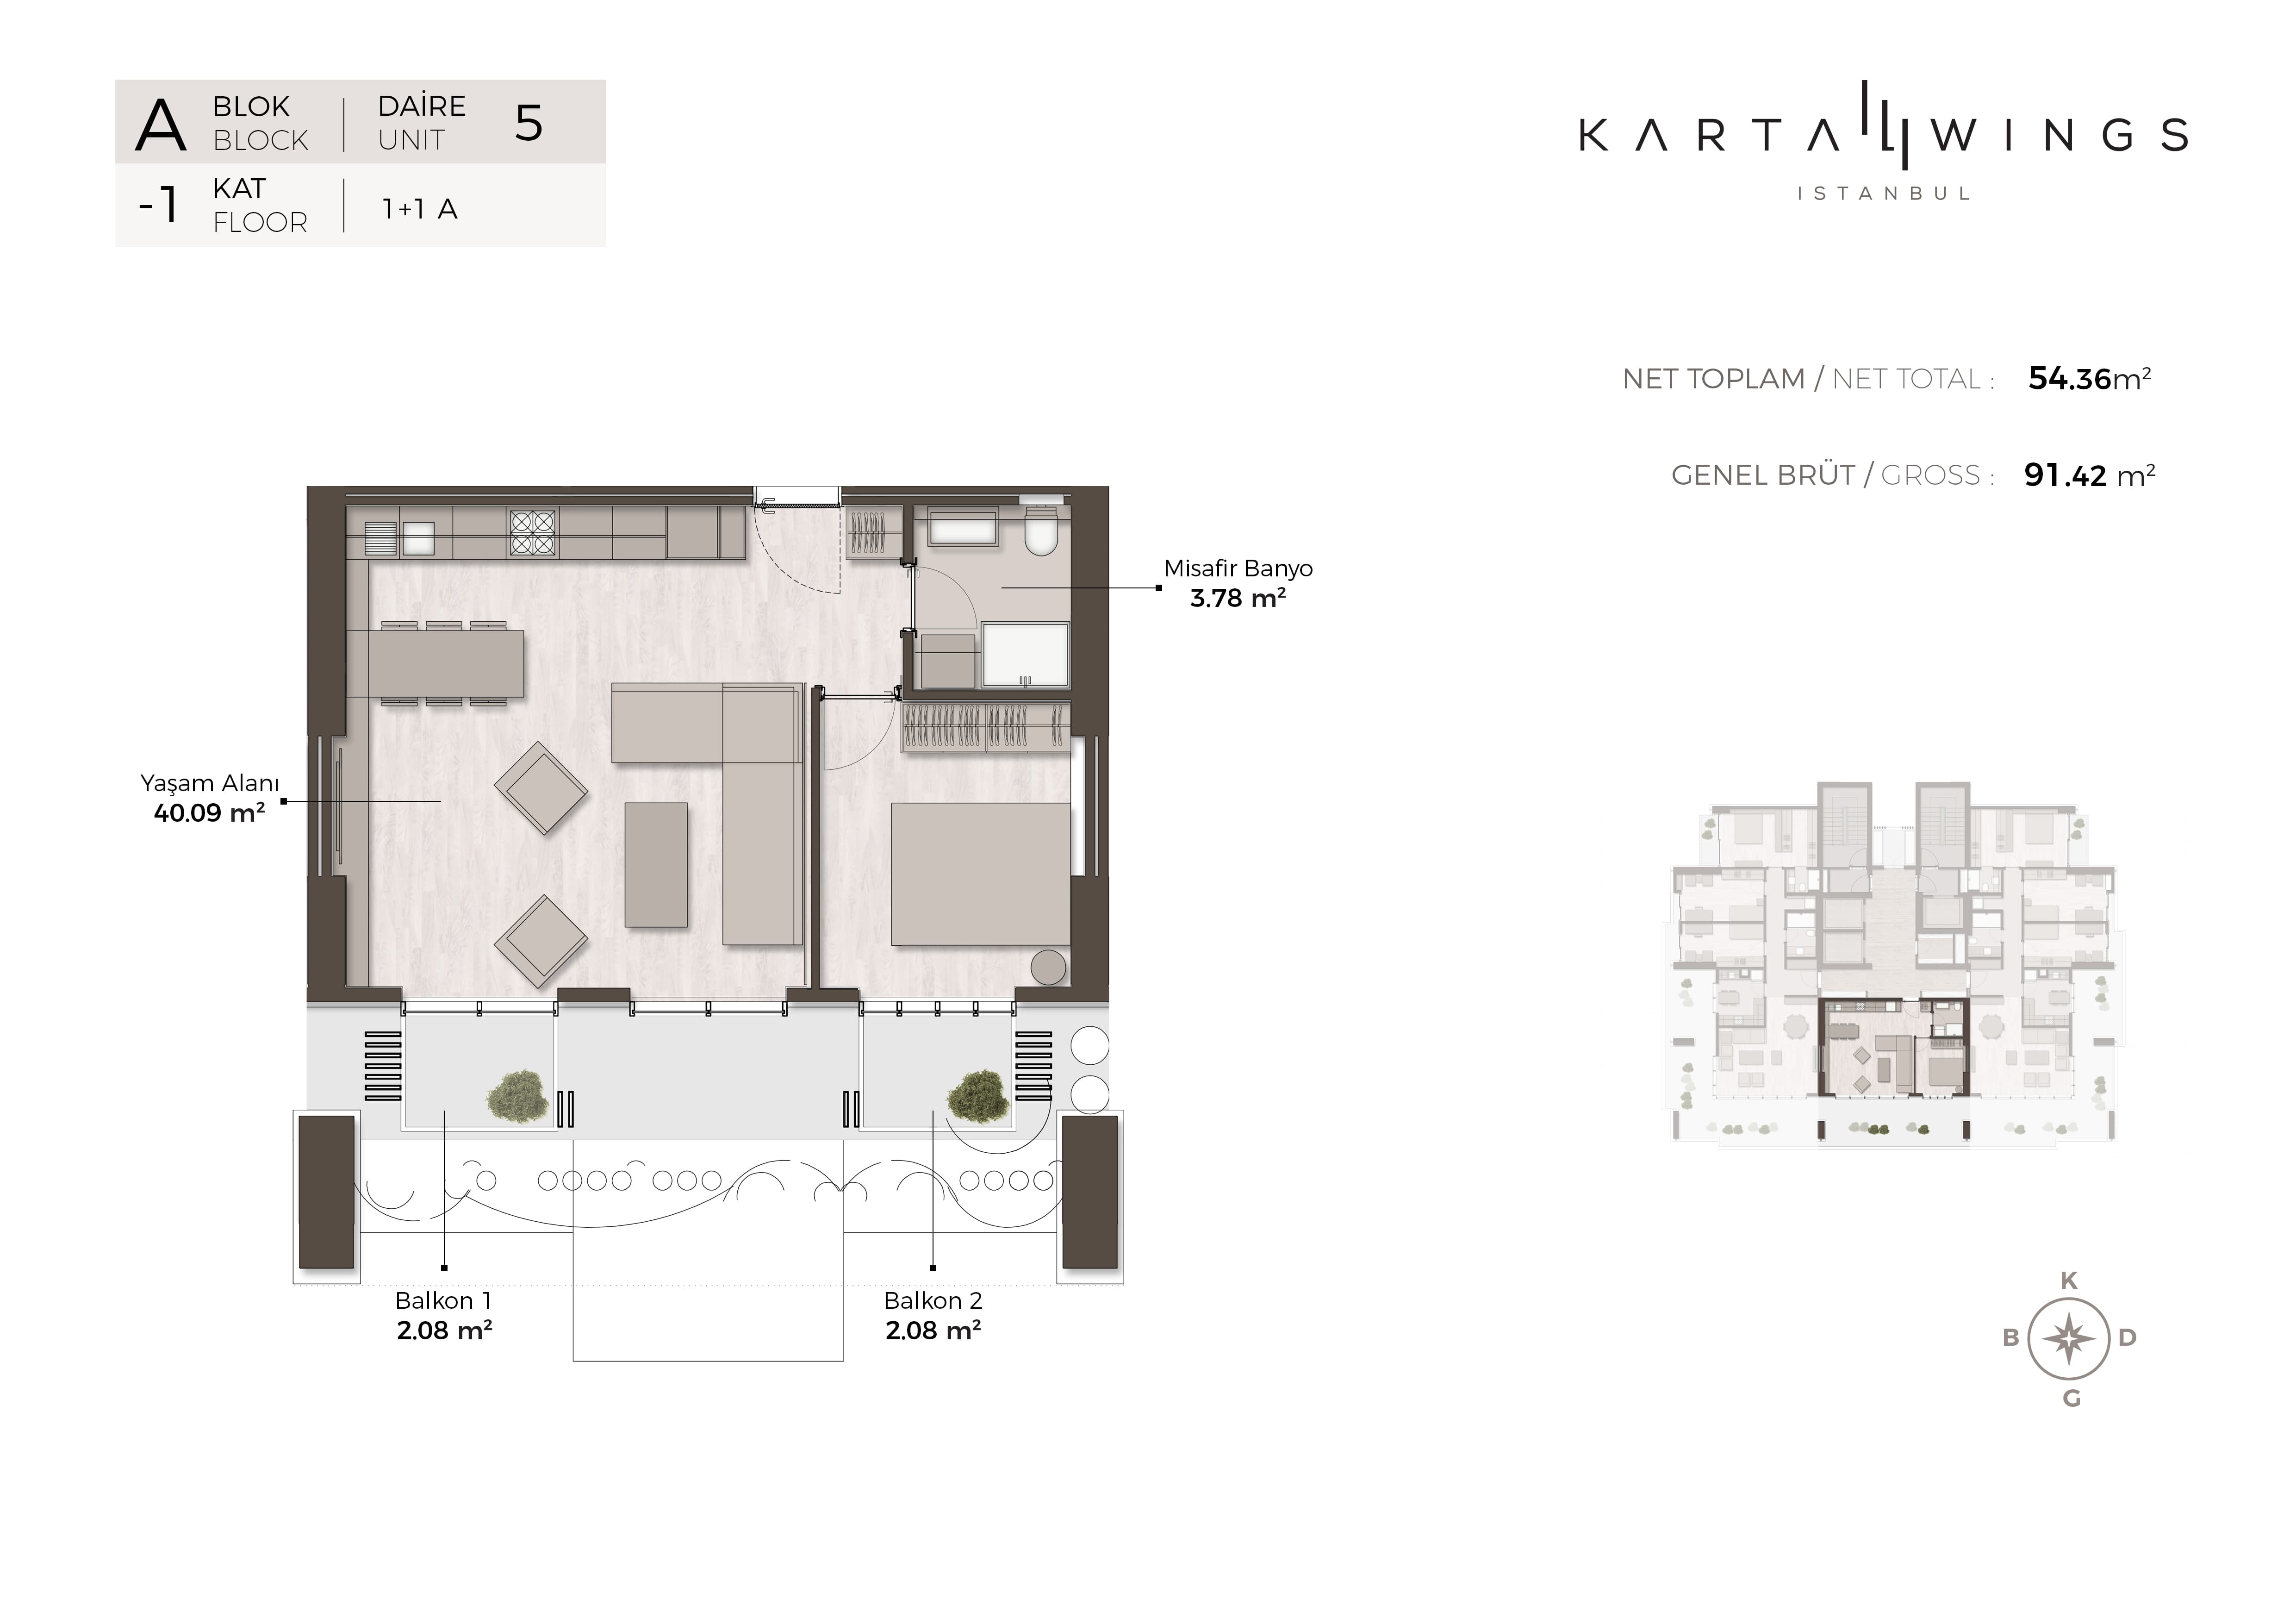 A BLOK DAİRE 5
BLOCK UNIT
-1 KAT 1+1 A
FLOOR
KARTALWINGS
ISTANBUL
NET TOPLAM / NET TOTAL : 54.36m²
GENEL BRÜT / GROSS : 91.42 m²
Misafir Banyo
3.78 m²
Yaşam Alanı
40.09 m²
Balkon 1
2.08 m²
Balkon 2
2.08 m²
K
B D
G